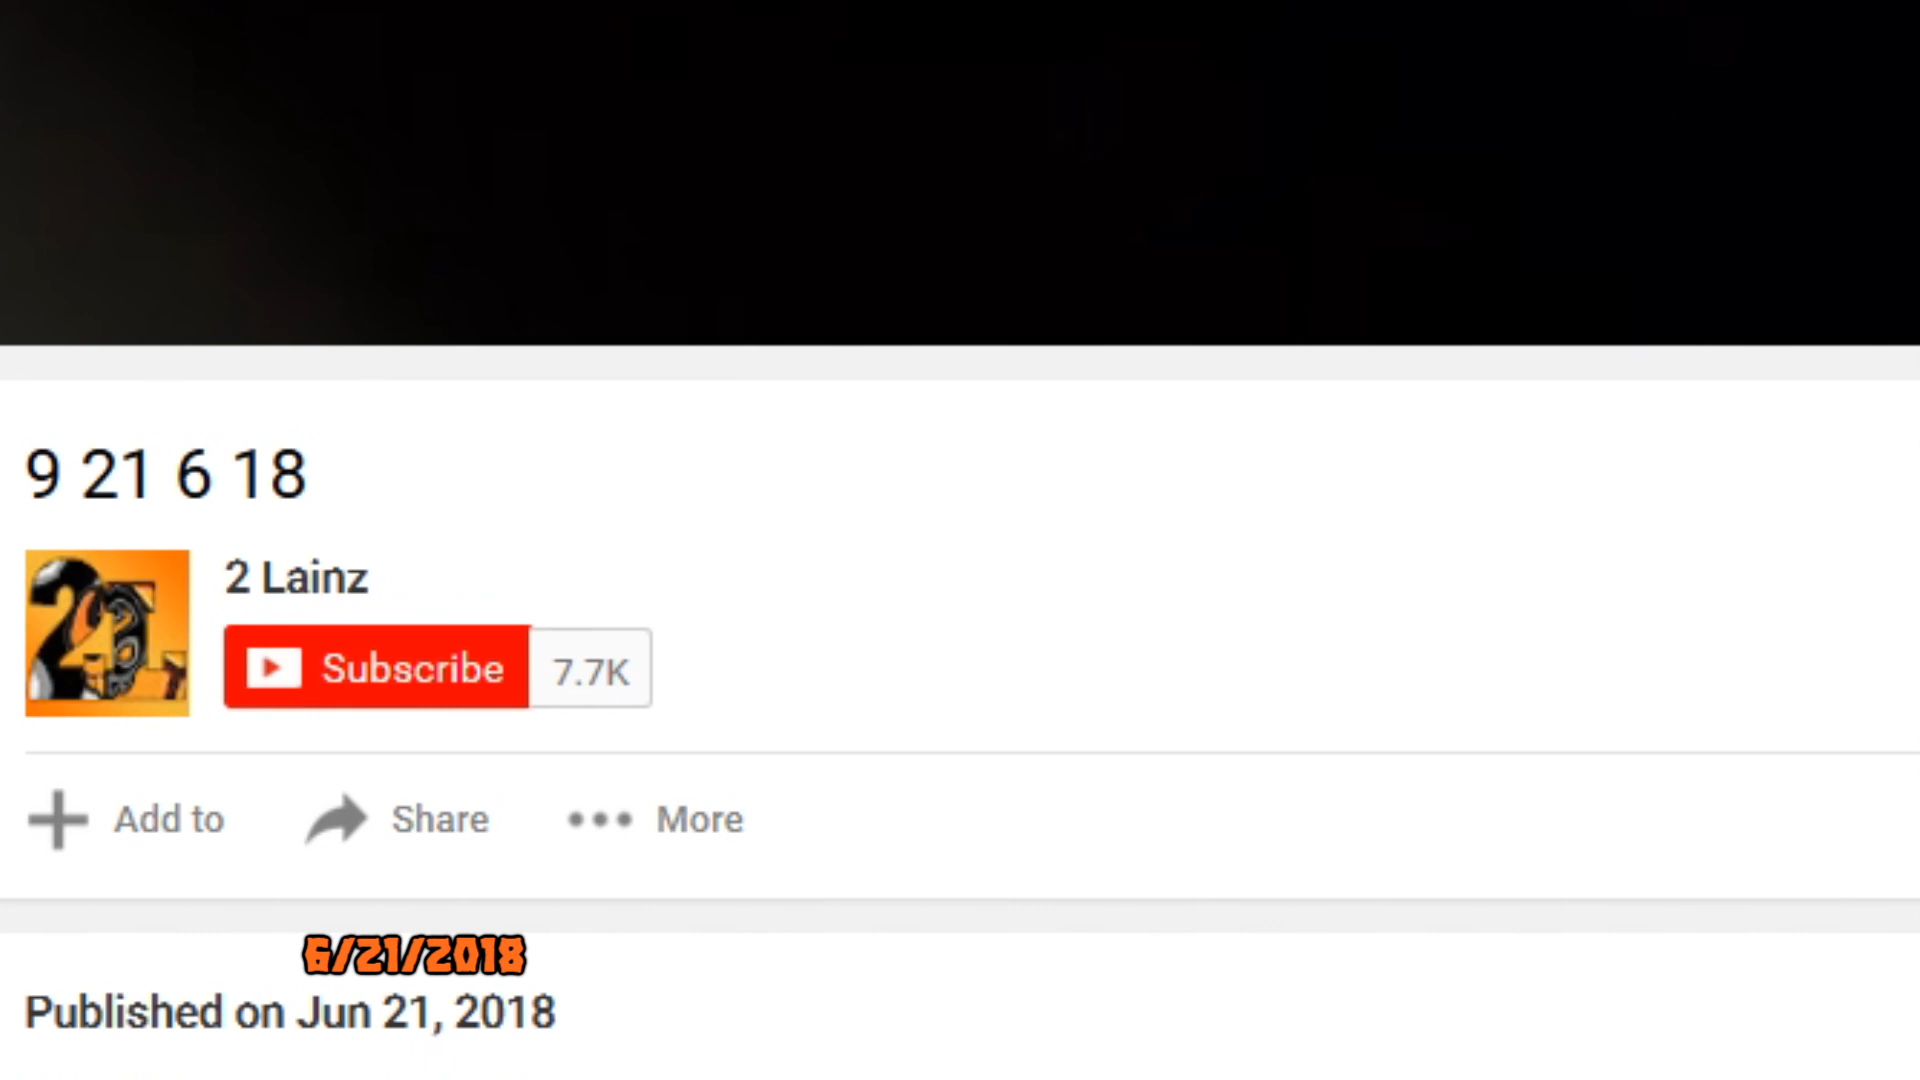 9 21 6 18
2 Lainz
Subscribe 7.7K
Add to Share More
6/21/2018
Published on Jun 21, 2018